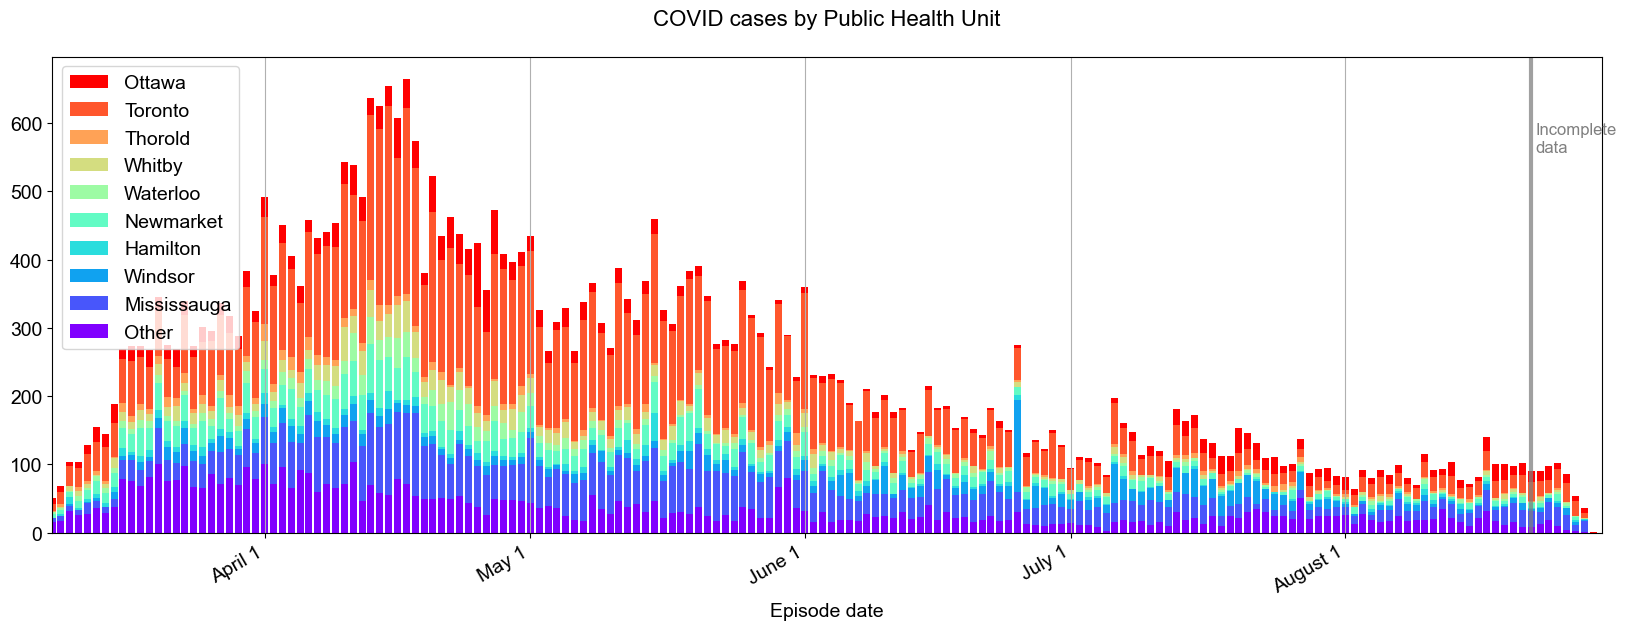 COVID cases by Public Health Unit
Ottawa
Toronto
Thorold
Whitby
Waterloo
Newmarket
Hamilton
Windsor
Mississauga
Other
Incomplete
data
600
500
400
300
200
100
0
April 1
May 1
June 1
July 1
August 1
Episode date